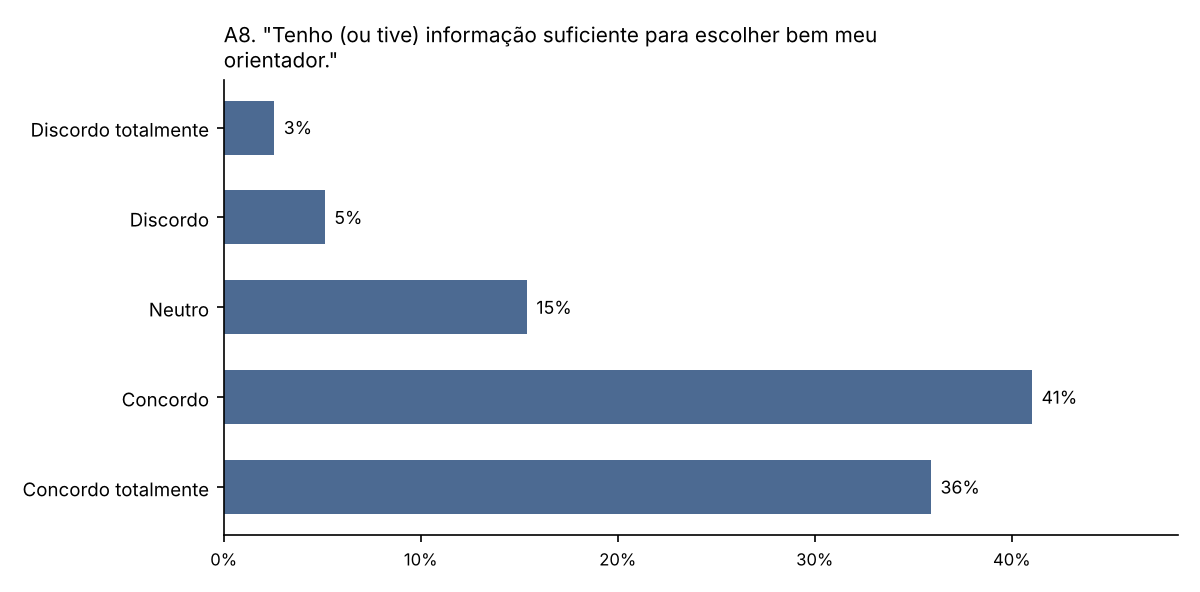 A8. "Tenho (ou tive) informação suficiente para escolher bem meu
orientador."
Discordo totalmente
3%
Discordo
5%
Neutro
15%
Concordo
41%
Concordo totalmente
36%
0%
10%
20%
30%
40%